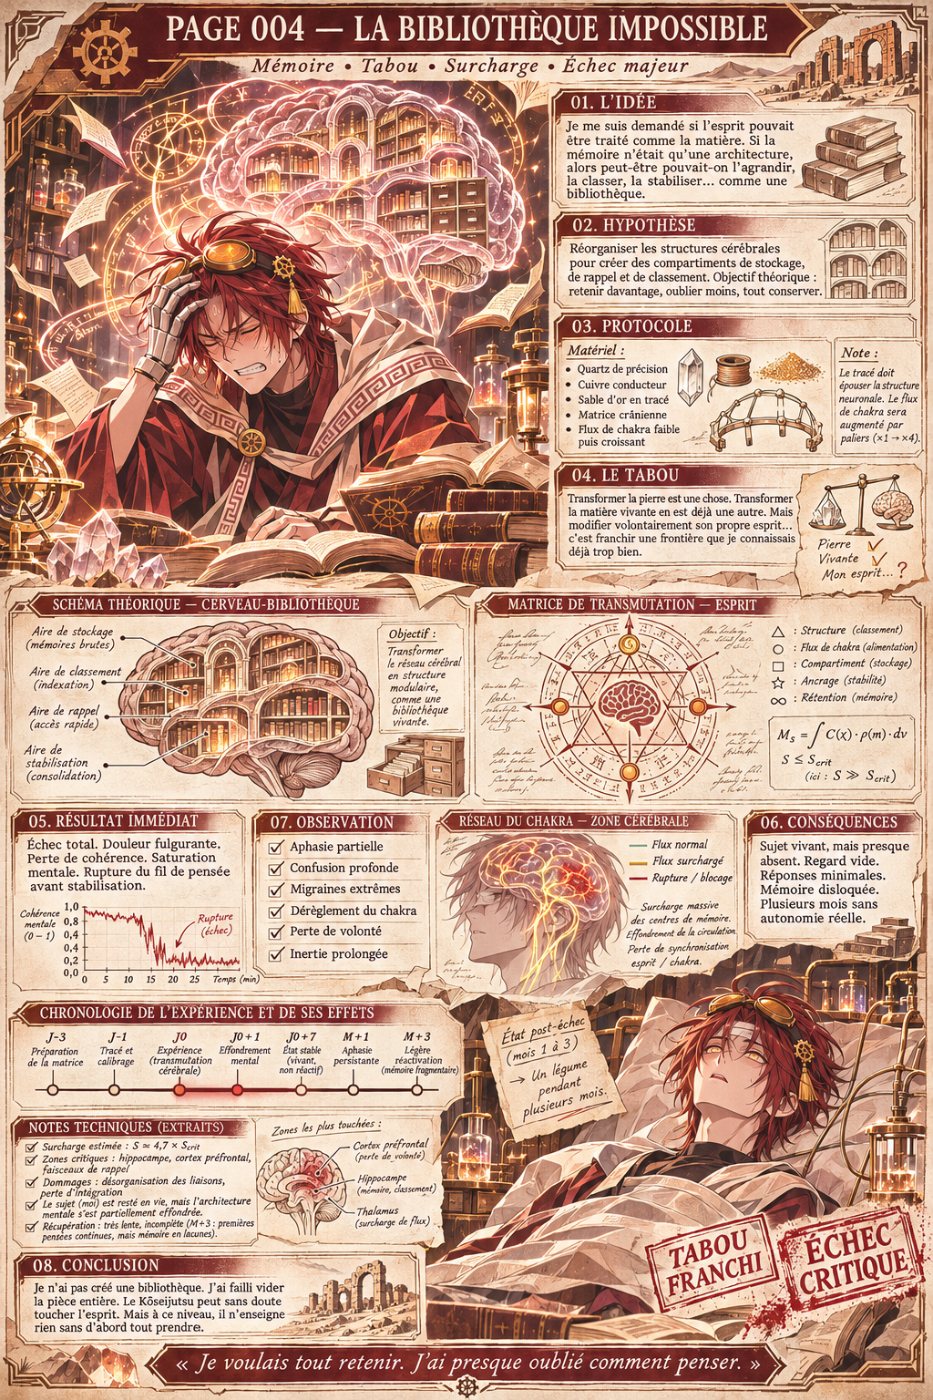 PAGE 004 — LA BIBLIOTHÈQUE IMPOSSIBLE
Mémoire • Tabou • Surcharge • Échec majeur
01. L'IDÉE
Je me suis demandé si l'esprit pouvait
être traité comme la matière. Si la
mémoire n'était qu'une architecture,
alors peut-être pouvait-on l'agrandir,
la classer, la stabiliser... comme une
bibliothèque.
02. HYPOTHÈSE
Réorganiser les structures cérébrales
pour créer des compartiments de stockage,
de rappel et de classement. Objectif théorique :
retenir davantage, oublier moins, tout conserver.
03. PROTOCOLE
Matériel :
• Quartz de précision
• Cuivre conducteur
• Sable d'or en tracé
• Matrice crânienne
• Flux de chakra faible
puis croissant
Note :
Le tracé doit
épouser la structure
neuronale. Le flux
de chakra sera
augmenté par
paliers (×1 → ×4).
04. LE TABOU
Transformer la pierre est une chose. Transformer
la matière vivante en est déjà une autre. Mais
modifier volontairement son propre esprit...
c'est franchir une frontière que je connaissais
déjà trop bien.
Pierre ✓
Vivante ✓
Mon esprit... ?
SCHÉMA THÉORIQUE — CERVEAU-BIBLIOTHÈQUE
Aire de stockage
(mémoires brutes)
Aire de classement
(indexation)
Aire de rappel
(accès rapide)
Aire de
stabilisation
(consolidation)
Objectif :
Transformer
le réseau cérébral
en structure
modulaire,
comme une
bibliothèque
vivante.
MATRICE DE TRANSMUTATION — ESPRIT
△ : Structure (classement)
○ : Flux de chakra (alimentation)
□ : Compartiment (stockage)
☆ : Ancrage (stabilité)
∞ : Rétention (mémoire)
M_s = ∫ C(x) · ρ(m) · dv
S ≤ S_crit
(ici : S ≫ S_crit)
05. RÉSULTAT IMMÉDIAT
Échec total. Douleur fulgurante.
Perte de cohérence. Saturation
mentale. Rupture du fil de pensée
avant stabilisation.
Cohérence
mentale
(0 – 1)
1,0
0,8
0,6
0,4
0,2
0,0
Rupture
(échec)
0 5 10 15 20 25 Temps (min)
07. OBSERVATION
Aphasie partielle
Confusion profonde
Migraines extrêmes
Dérèglement du chakra
Perte de volonté
Inertie prolongée
RÉSEAU DU CHAKRA — ZONE CÉRÉBRALE
Flux normal
Flux surchargé
Rupture / blocage
Surcharge massive
des centres de mémoire.
Effondrement de la circulation.
Perte de synchronisation
esprit / chakra.
06. CONSÉQUENCES
Sujet vivant, mais presque
absent. Regard vide.
Réponses minimales.
Mémoire disloquée.
Plusieurs mois sans
autonomie réelle.
CHRONOLOGIE DE L'EXPÉRIENCE ET DE SES EFFETS
J-3
Préparation
de la matrice
J-1
Tracé et
calibrage
J0
Expérience
(transmutation
cérébrale)
J0+1
Effondrement
mental
J0+7
État stable
(vivant,
non réactif)
M+1
Aphasie
persistante
M+3
Légère
réactivation
(mémoire fragmentaire)
État post-échec
(mois 1 à 3)
→ Un légume
pendant
plusieurs mois.
NOTES TECHNIQUES (EXTRAITS)
Surcharge estimée : S ≈ 4,7 × S_crit
Zones critiques : hippocampe, cortex préfrontal,
faisceaux de rappel
Dommages : désorganisation des liaisons,
perte d'intégration
Le sujet (moi) est resté en vie, mais l'architecture
mentale s'est partiellement effondrée.
Récupération : très lente, incomplète (M+3 : premières
pensées continues, mais mémoire en lacunes).
Zones les plus touchées :
Cortex préfrontal
(perte de volonté)
Hippocampe
(mémoire, classement)
Thalamus
(surcharge de flux)
08. CONCLUSION
Je n'ai pas créé une bibliothèque. J'ai failli vider
la pièce entière. Le Kōseijutsu peut sans doute
toucher l'esprit. Mais à ce niveau, il n'enseigne
rien sans d'abord tout prendre.
TABOU
FRANCHI
ÉCHEC
CRITIQUE
« Je voulais tout retenir. J'ai presque oublié comment penser. »